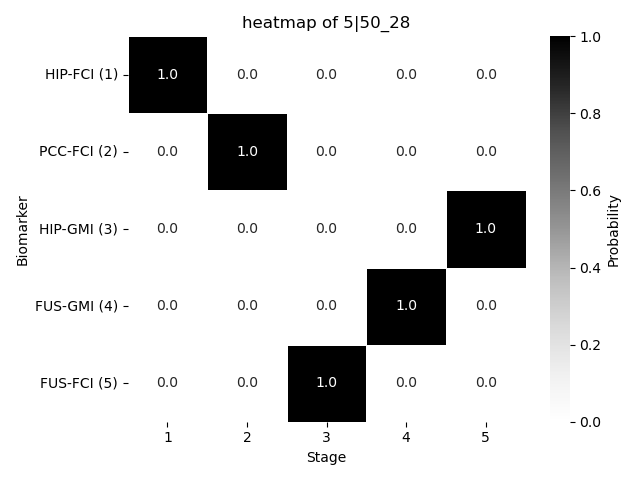 heatmap of 5|50_28
Biomarker
HIP-FCI (1) 1.0 0.0 0.0 0.0 0.0
PCC-FCI (2) 0.0 1.0 0.0 0.0 0.0
HIP-GMI (3) 0.0 0.0 0.0 0.0 1.0
FUS-GMI (4) 0.0 0.0 0.0 1.0 0.0
FUS-FCI (5) 0.0 0.0 1.0 0.0 0.0
1 2 3 4 5
Stage
1.0
0.8
0.6
0.4
0.2
0.0
Probability